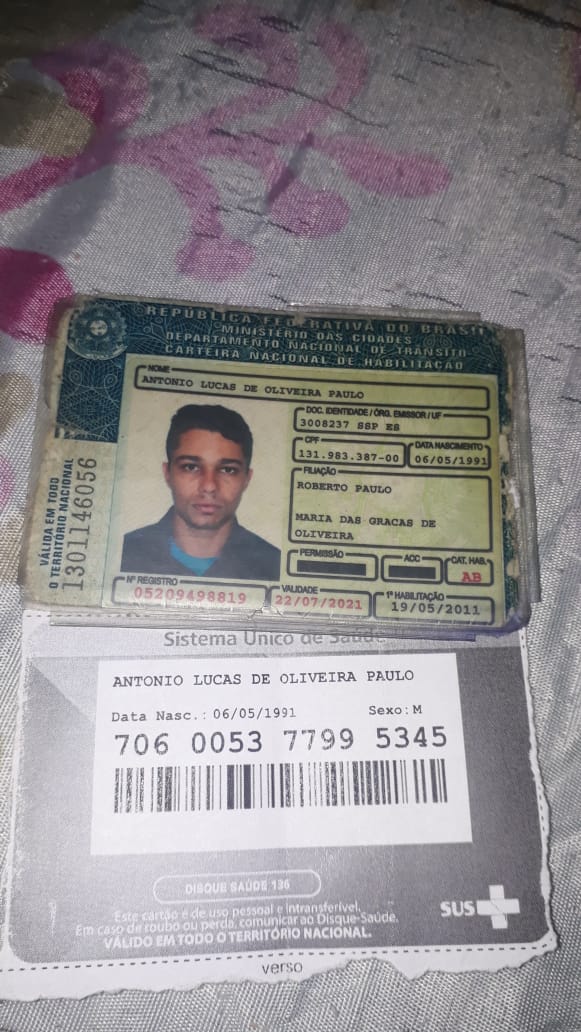 REPÚBLICA FEDERATIVA DO BRASIL
MINISTÉRIO DAS CIDADES
DEPARTAMENTO NACIONAL DE TRÂNSITO
CARTEIRA NACIONAL DE HABILITAÇÃO
NOME
ANTONIO LUCAS DE OLIVEIRA PAULO
DOC. IDENTIDADE / ÓRG. EMISSOR / UF
3008237 SSP ES
CPF
DATA NASCIMENTO
131.983.387-00
06/05/1991
FILIAÇÃO
ROBERTO PAULO
MARIA DAS GRACAS DE
OLIVEIRA
PERMISSÃO
ACC
CAT. HAB.
AB
Nº REGISTRO
VALIDADE
1ª HABILITAÇÃO
05209498819
22/07/2021
19/05/2011
VÁLIDA EM TODO
O TERRITÓRIO NACIONAL
1301146056
Sistema Único de Saúde
ANTONIO LUCAS DE OLIVEIRA PAULO
Data Nasc.: 06/05/1991 Sexo: M
706 0053 7799 5345
DISQUE SAÚDE 136
Este cartão é de uso pessoal e intransferível.
Em caso de roubo ou perda, comunicar ao Disque-Saúde.
VÁLIDO EM TODO O TERRITÓRIO NACIONAL.
SUS
verso